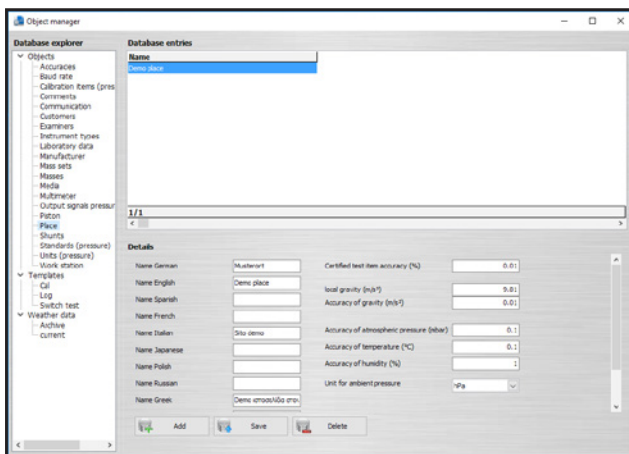 Object manager
Database explorer
Objects
Accuracies
Baud rate
Calibration items (pres
Comments
Communication
Customers
Examiners
Instrument types
Laboratory data
Manufacturer
Mass sets
Masses
Media
Multimeter
Output signals pressur
Piston
Place
Shunts
Standards (pressure)
Units (pressure)
Work station
Templates
Cal
Log
Switch test
Weather data
Archive
current
Database entries
Name
Demo place
1/1
Details
Name German Musterort
Name English Demo place
Name Spanish
Name French
Name Italian Sito demo
Name Japanese
Name Polish
Name Russian
Name Greek Demo
Certified test item accuracy (%) 0.01
local gravity (m/s²) 9.81
Accuracy of gravity (m/s²) 0.01
Accuracy of atmospheric pressure (mbar) 0.1
Accuracy of temperature (°C) 0.1
Accuracy of humidity (%) 1
Unit for ambient pressure hPa
Add Save Delete